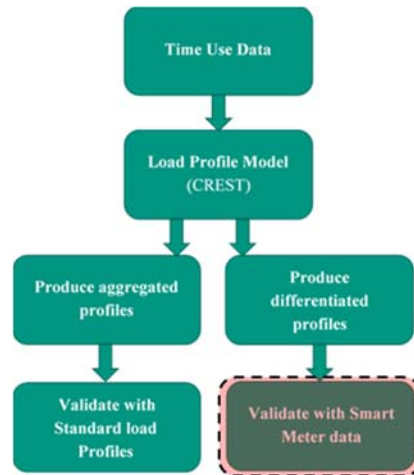 Time Use Data
Load Profile Model
(CREST)
Produce aggregated
profiles
Produce
differentiated
profiles
Validate with
Standard load
Profiles
Validate with Smart
Meter data